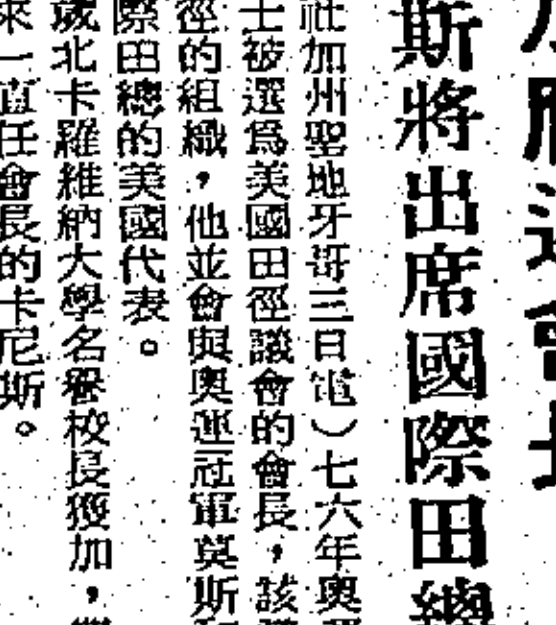 斯將出席國際田總
社加州聖地牙哥三日電）七六年奧
士被選為美國田徑議會的會長，該
徑的組織，他並會與奧運冠軍莫斯
際田總的美國代表。
歲北卡羅維納大學名譽校長獲加，
來一直任會長的卡尼斯。